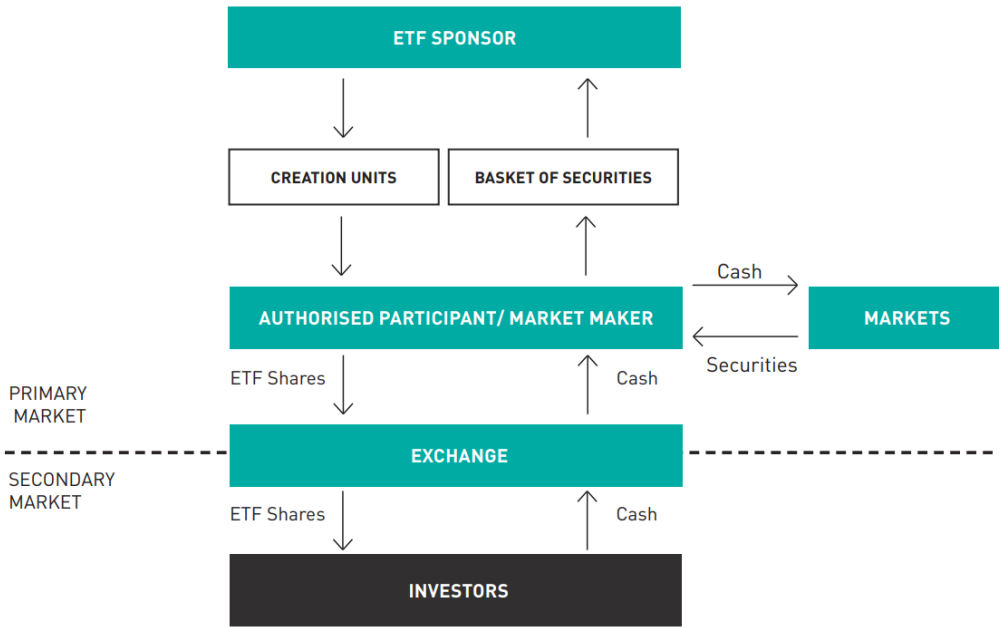 ETF SPONSOR
CREATION UNITS
BASKET OF SECURITIES
Cash
AUTHORISED PARTICIPANT/ MARKET MAKER
MARKETS
Securities
ETF Shares
Cash
PRIMARY
MARKET
EXCHANGE
SECONDARY
MARKET
ETF Shares
Cash
INVESTORS